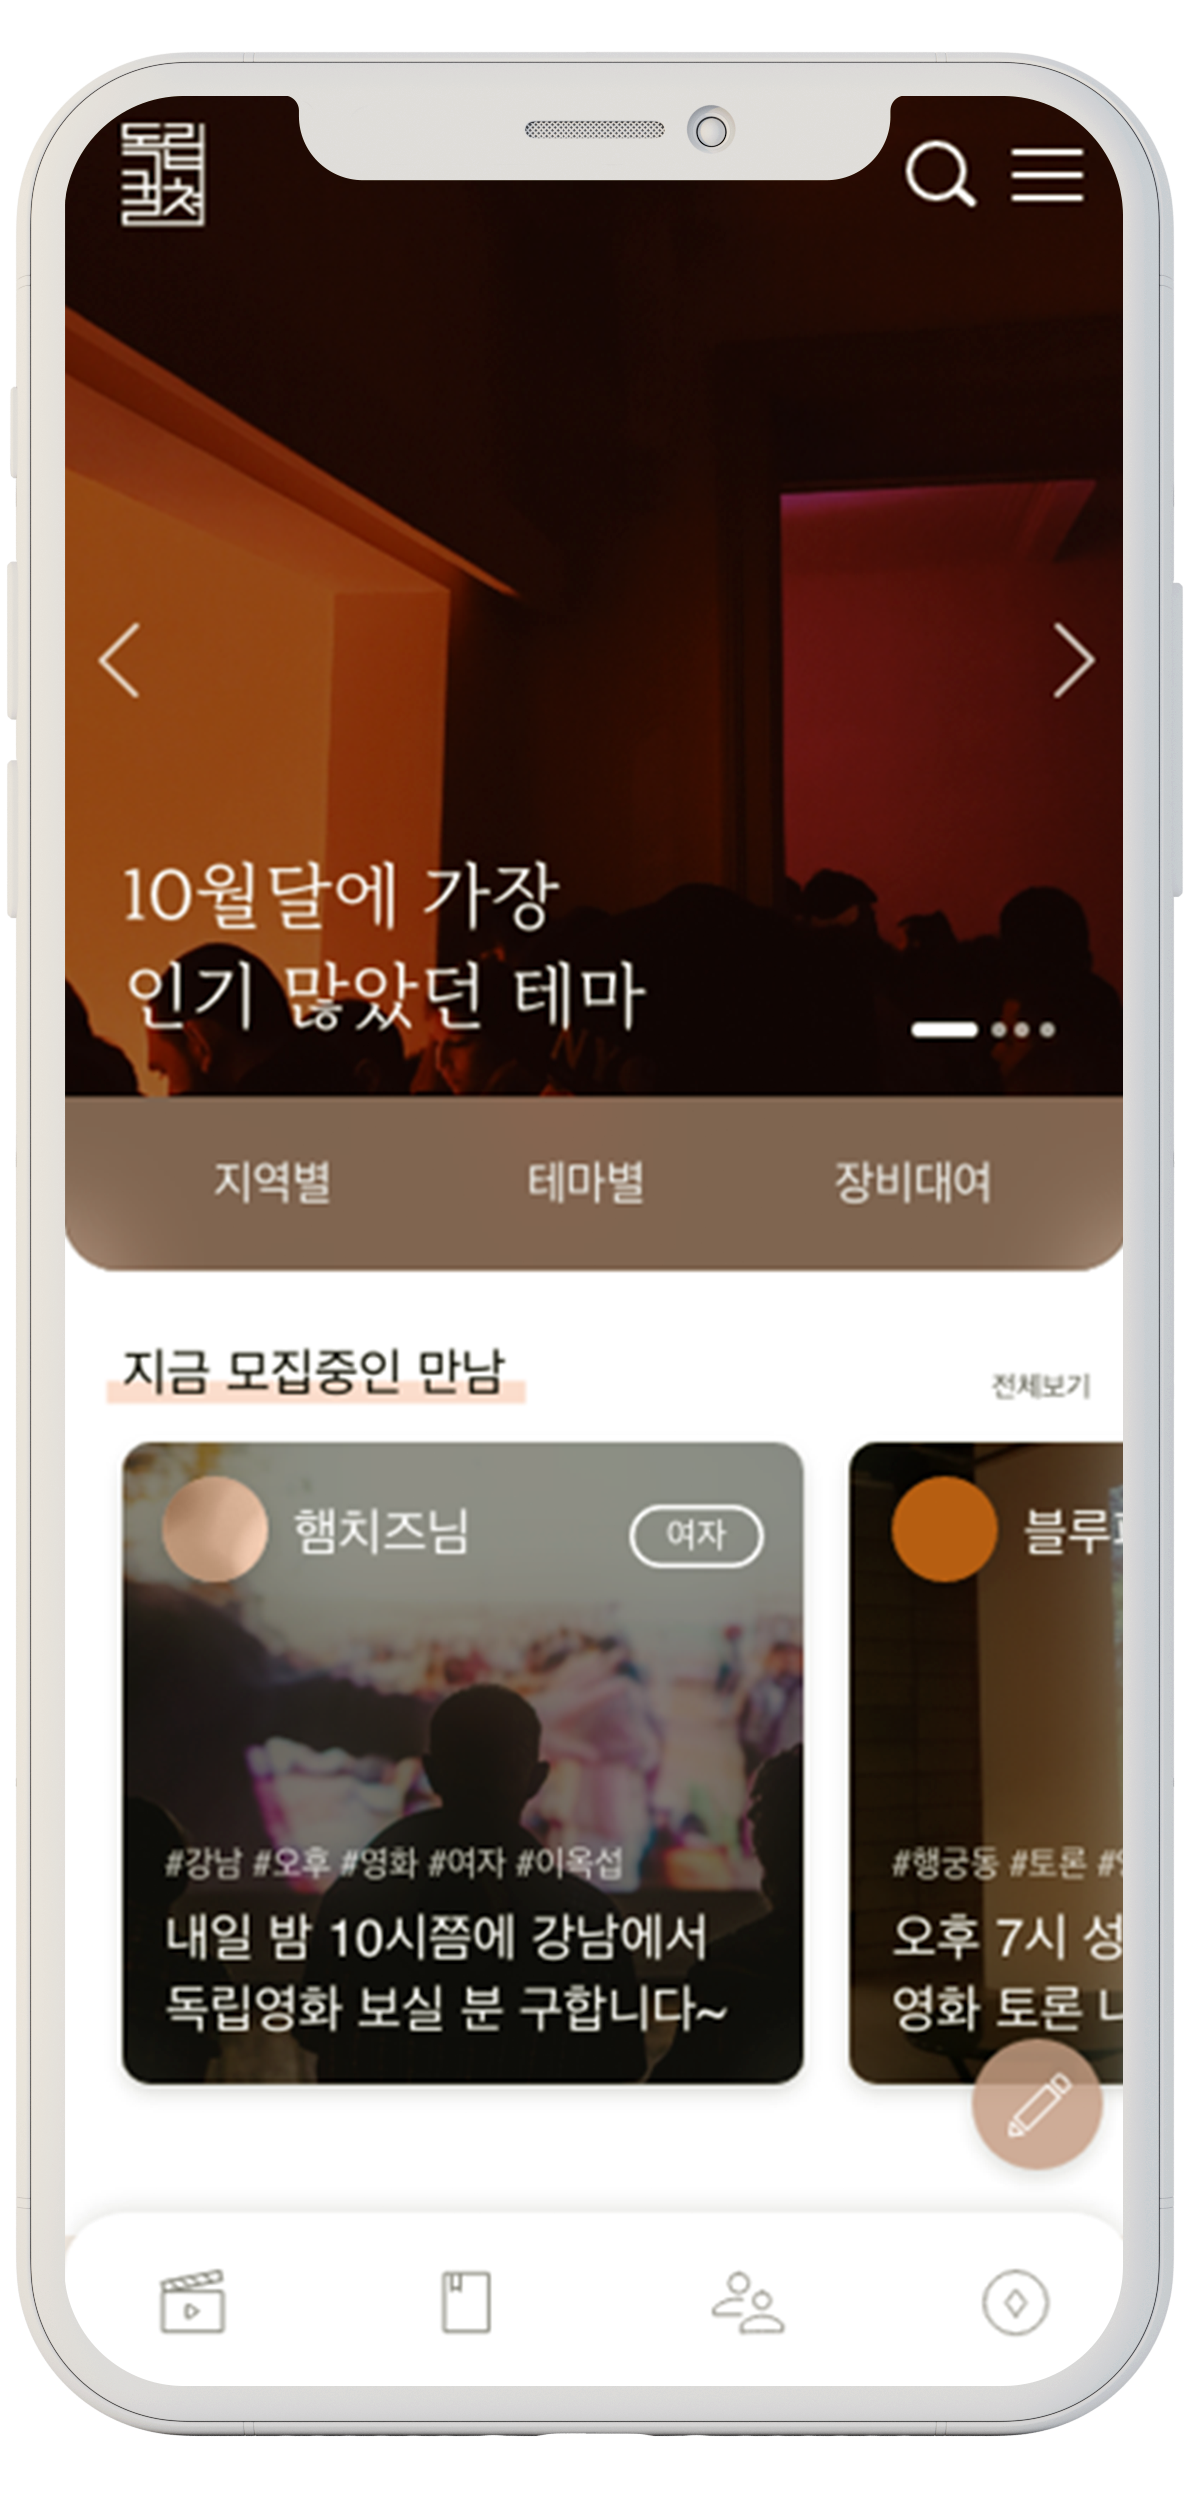 독립
컬쳐
10월달에 가장
인기 많았던 테마
NY
지역별 테마별 장비대여
지금 모집중인 만남
전체보기
햄치즈님 여자
#강남 #오후 #영화 #여자 #이옥섭
내일 밤 10시쯤에 강남에서
독립영화 보실 분 구합니다~
블루
#행궁동 #토론
오후 7시
영화 토론